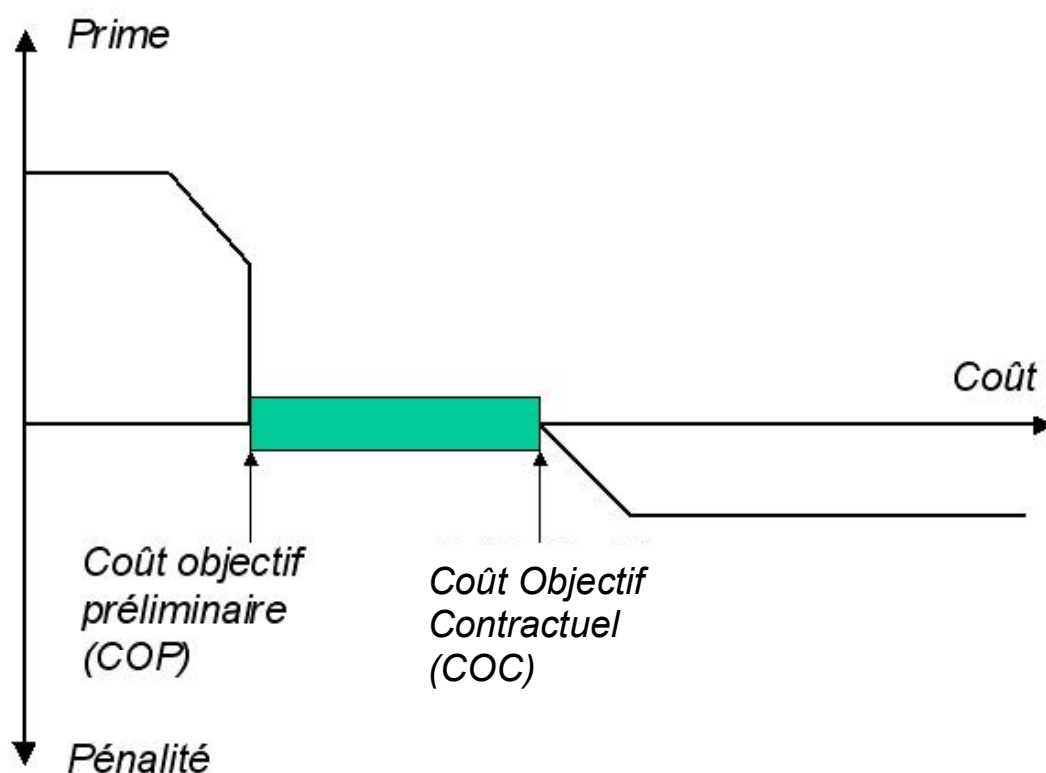 Prime
Coût
Coût objectif
préliminaire
(COP)
Coût Objectif
Contractuel
(COC)
Pénalité